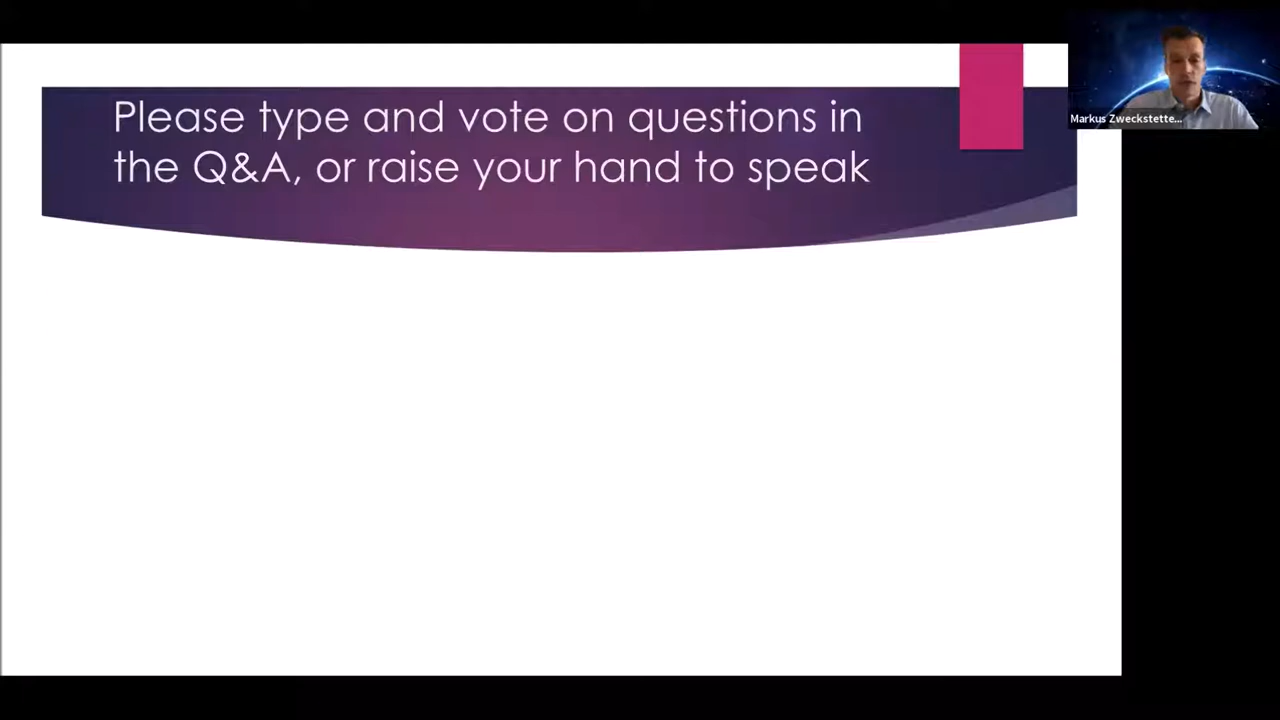 Please type and vote on questions in
the Q&A, or raise your hand to speak
Markus Zweckstette...